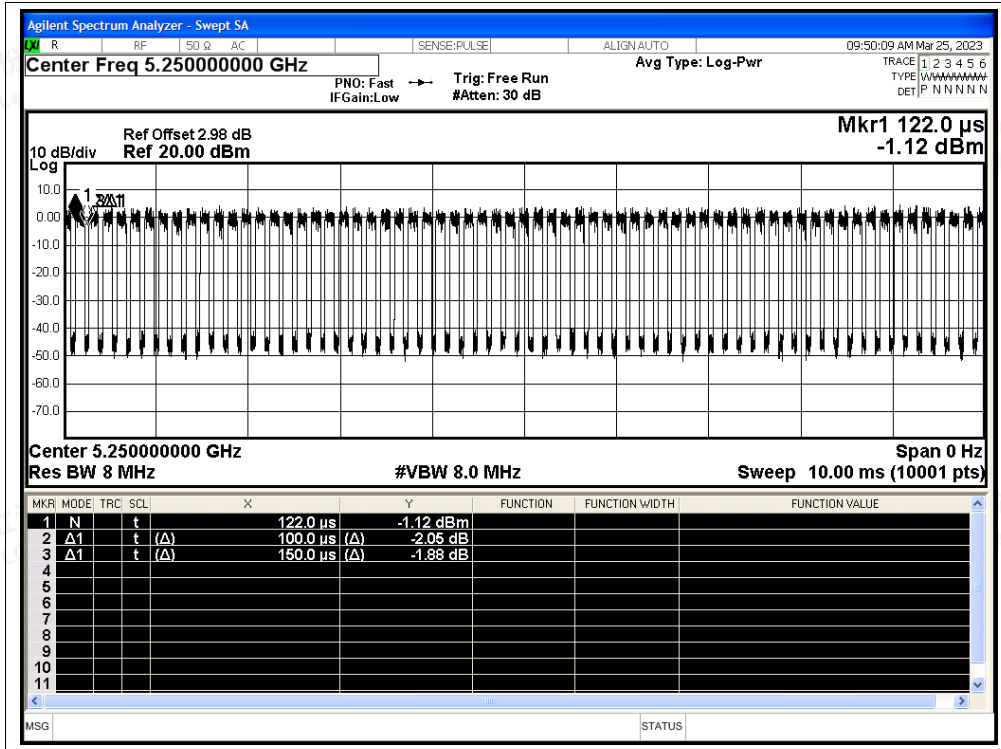 Agilent Spectrum Analyzer - Swept SA
LXI R RF 50 Ω AC SENSE:PULSE ALIGN AUTO 09:50:09 AM Mar 25, 2023
Center Freq 5.250000000 GHz Avg Type: Log-Pwr TRACE 1 2 3 4 5 6
PNO: Fast Trig: Free Run TYPE
IFGain:Low #Atten: 30 dB DET P N N N N N
Mkr1 122.0 µs
Ref Offset 2.98 dB
10 dB/div Ref 20.00 dBm -1.12 dBm
Log
10.0
1
0.00
-10.0
-20.0
-30.0
-40.0
-50.0
-60.0
-70.0
Center 5.250000000 GHz Span 0 Hz
Res BW 8 MHz #VBW 8.0 MHz Sweep 10.00 ms (10001 pts)
MKR MODE TRC SCL X Y FUNCTION FUNCTION WIDTH FUNCTION VALUE
1 N t 122.0 µs -1.12 dBm
2 Δ1 t (Δ) 100.0 µs (Δ) -2.05 dB
3 Δ1 t (Δ) 150.0 µs (Δ) -1.88 dB
4
5
6
7
8
9
10
11
MSG STATUS